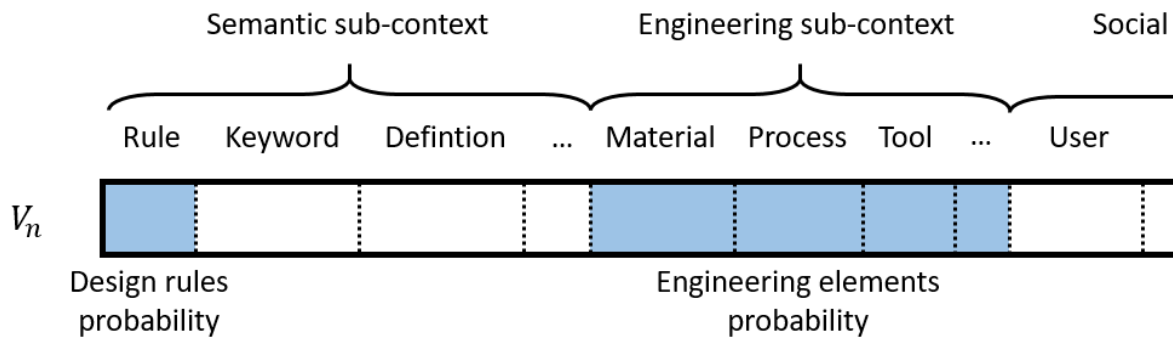 Semantic sub-context Engineering sub-context Social
Rule Keyword Defintion ... Material Process Tool ... User
Vn
Design rules Engineering elements
probability probability